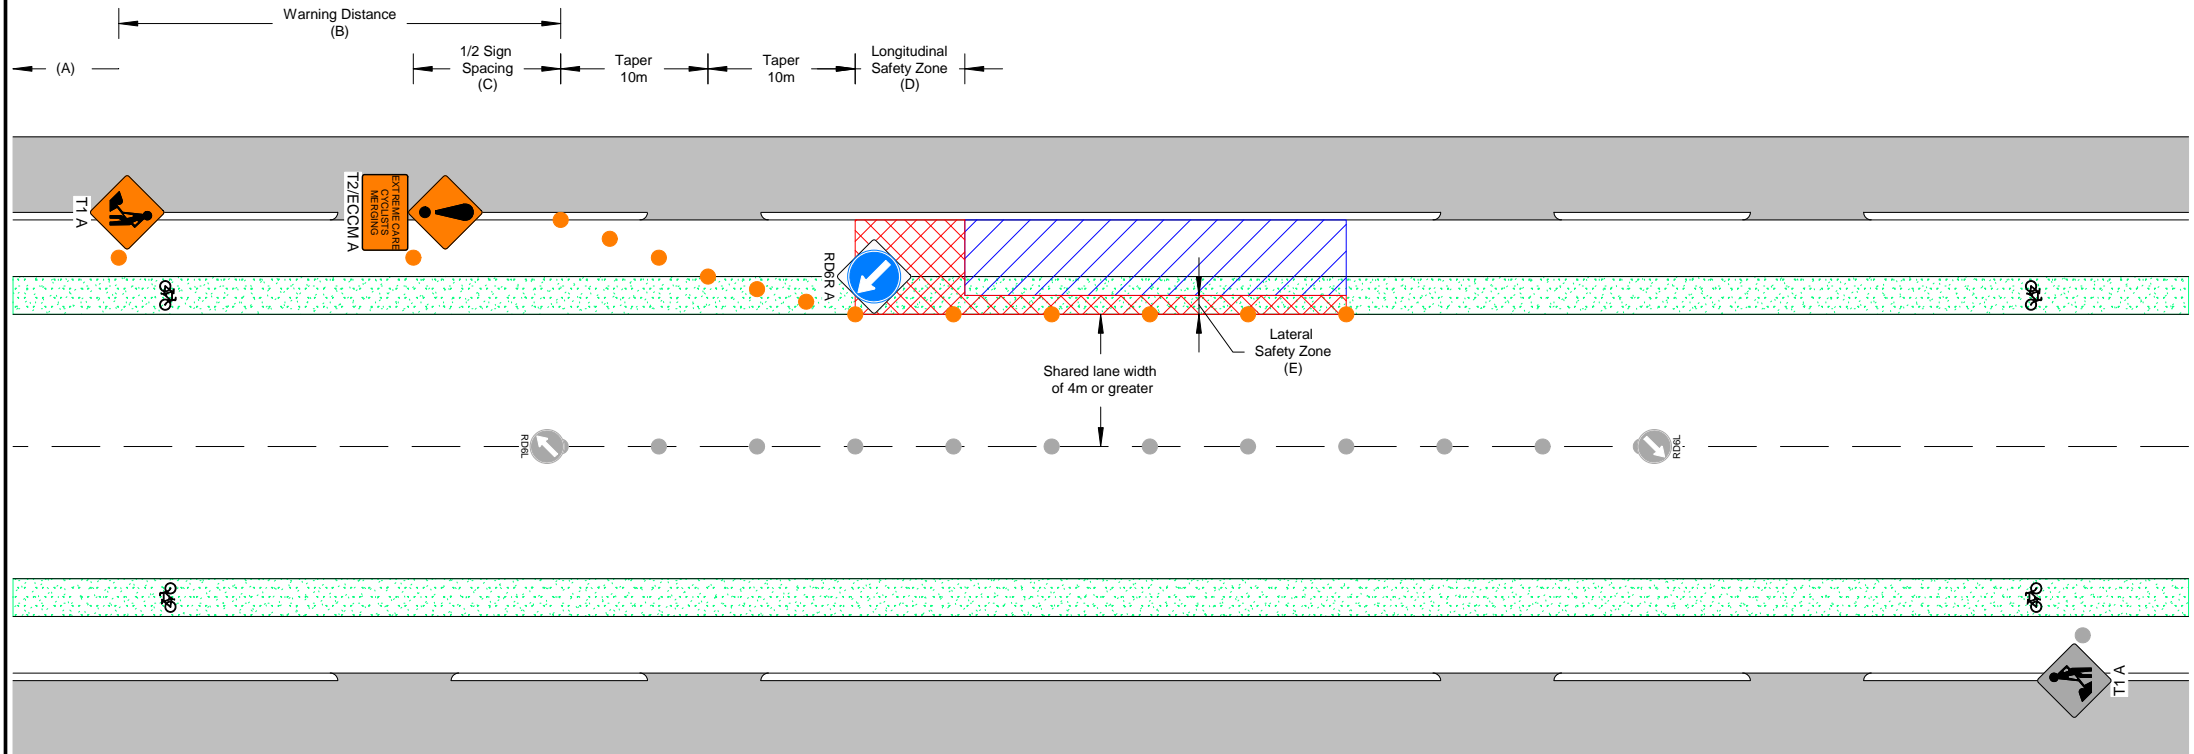 Warning Distance
(B)
(A)
1/2 Sign
Spacing
(C)
Taper
10m
Taper
10m
Longitudinal
Safety Zone
(D)
T1 A
EXTREME CARE
CYCLISTS
MERGING
T2/ECCM A
RD6R A
Lateral
Safety Zone
(E)
Shared lane width
of 4m or greater
RD6L
RD6L
T1 A